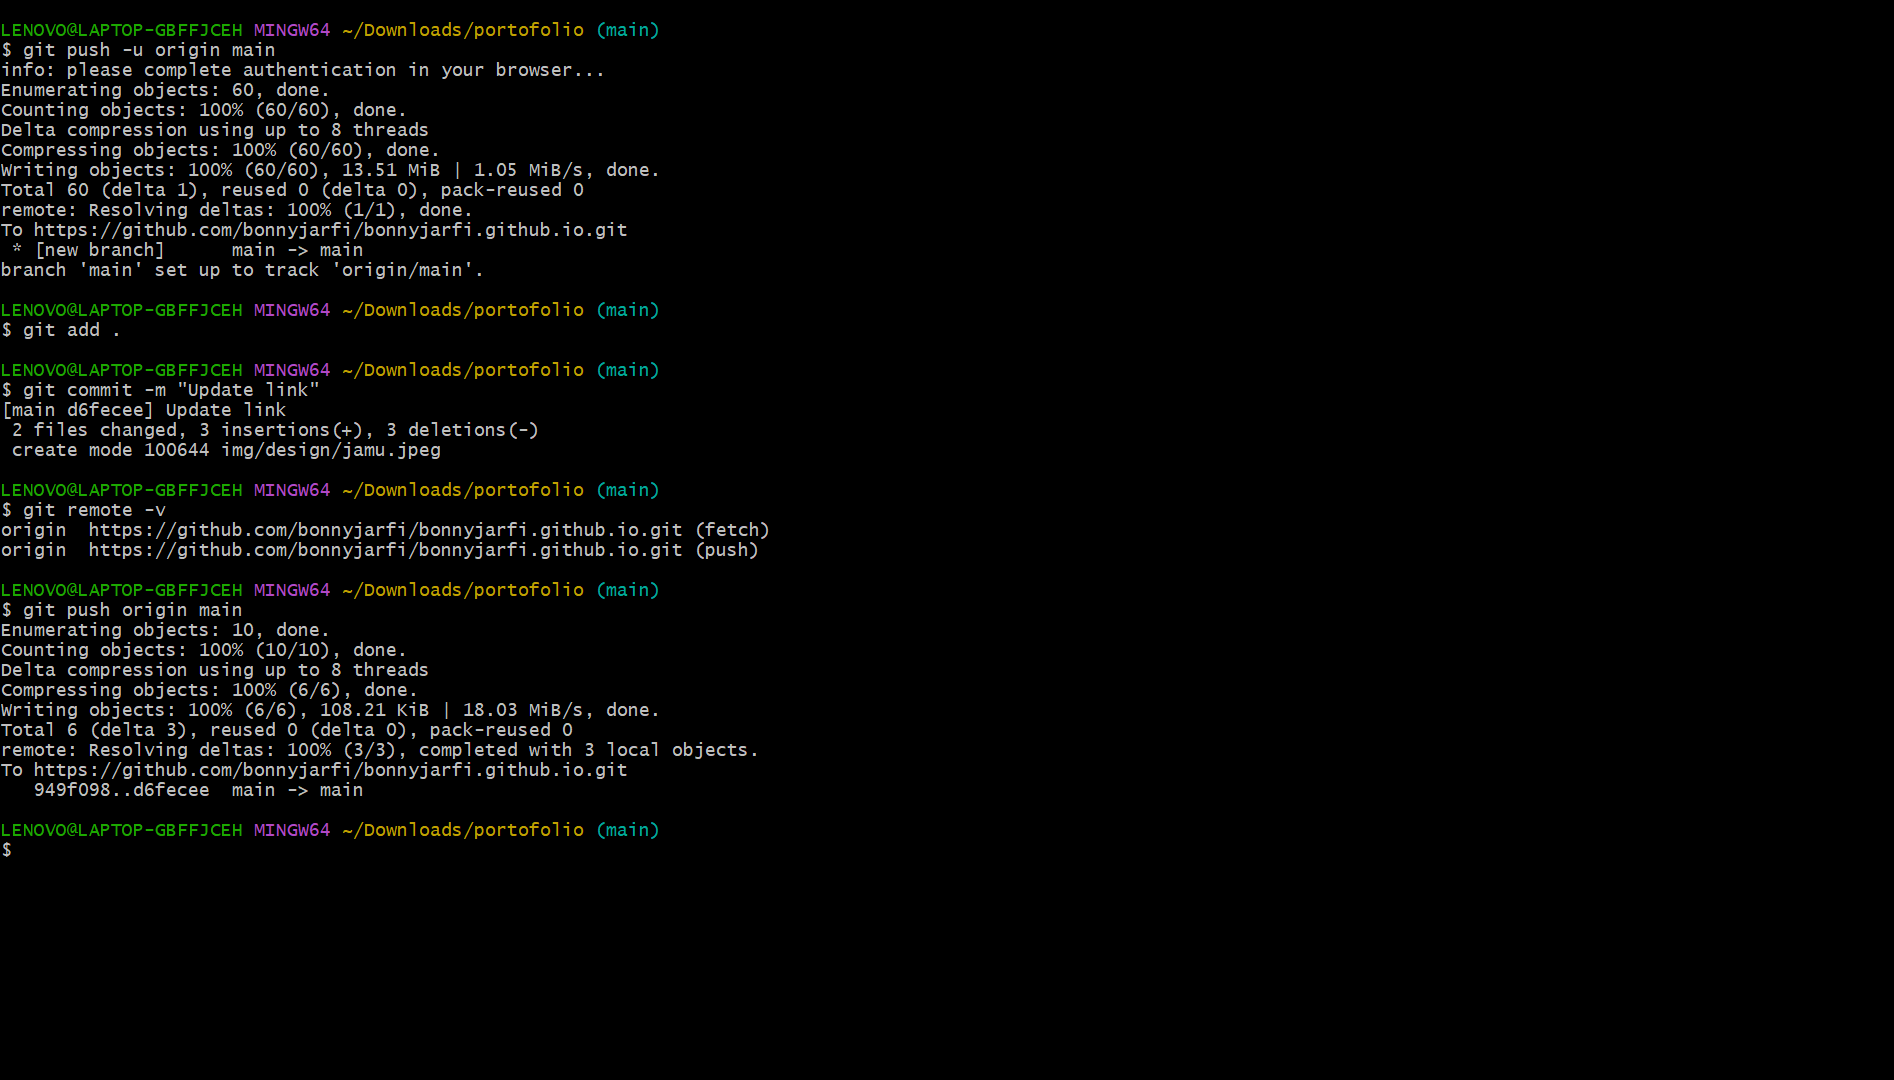 LENOVO@LAPTOP-GBFFJCEH MINGW64 ~/Downloads/portofolio (main)
$ git push -u origin main
info: please complete authentication in your browser...
Enumerating objects: 60, done.
Counting objects: 100% (60/60), done.
Delta compression using up to 8 threads
Compressing objects: 100% (60/60), done.
Writing objects: 100% (60/60), 13.51 MiB | 1.05 MiB/s, done.
Total 60 (delta 1), reused 0 (delta 0), pack-reused 0
remote: Resolving deltas: 100% (1/1), done.
To https://github.com/bonnyjarfi/bonnyjarfi.github.io.git
 * [new branch]      main -> main
branch 'main' set up to track 'origin/main'.
LENOVO@LAPTOP-GBFFJCEH MINGW64 ~/Downloads/portofolio (main)
$ git add .
LENOVO@LAPTOP-GBFFJCEH MINGW64 ~/Downloads/portofolio (main)
$ git commit -m "Update link"
[main d6fecee] Update link
 2 files changed, 3 insertions(+), 3 deletions(-)
 create mode 100644 img/design/jamu.jpeg
LENOVO@LAPTOP-GBFFJCEH MINGW64 ~/Downloads/portofolio (main)
$ git remote -v
origin  https://github.com/bonnyjarfi/bonnyjarfi.github.io.git (fetch)
origin  https://github.com/bonnyjarfi/bonnyjarfi.github.io.git (push)
LENOVO@LAPTOP-GBFFJCEH MINGW64 ~/Downloads/portofolio (main)
$ git push origin main
Enumerating objects: 10, done.
Counting objects: 100% (10/10), done.
Delta compression using up to 8 threads
Compressing objects: 100% (6/6), done.
Writing objects: 100% (6/6), 108.21 KiB | 18.03 MiB/s, done.
Total 6 (delta 3), reused 0 (delta 0), pack-reused 0
remote: Resolving deltas: 100% (3/3), completed with 3 local objects.
To https://github.com/bonnyjarfi/bonnyjarfi.github.io.git
   949f098..d6fecee  main -> main
LENOVO@LAPTOP-GBFFJCEH MINGW64 ~/Downloads/portofolio (main)
$